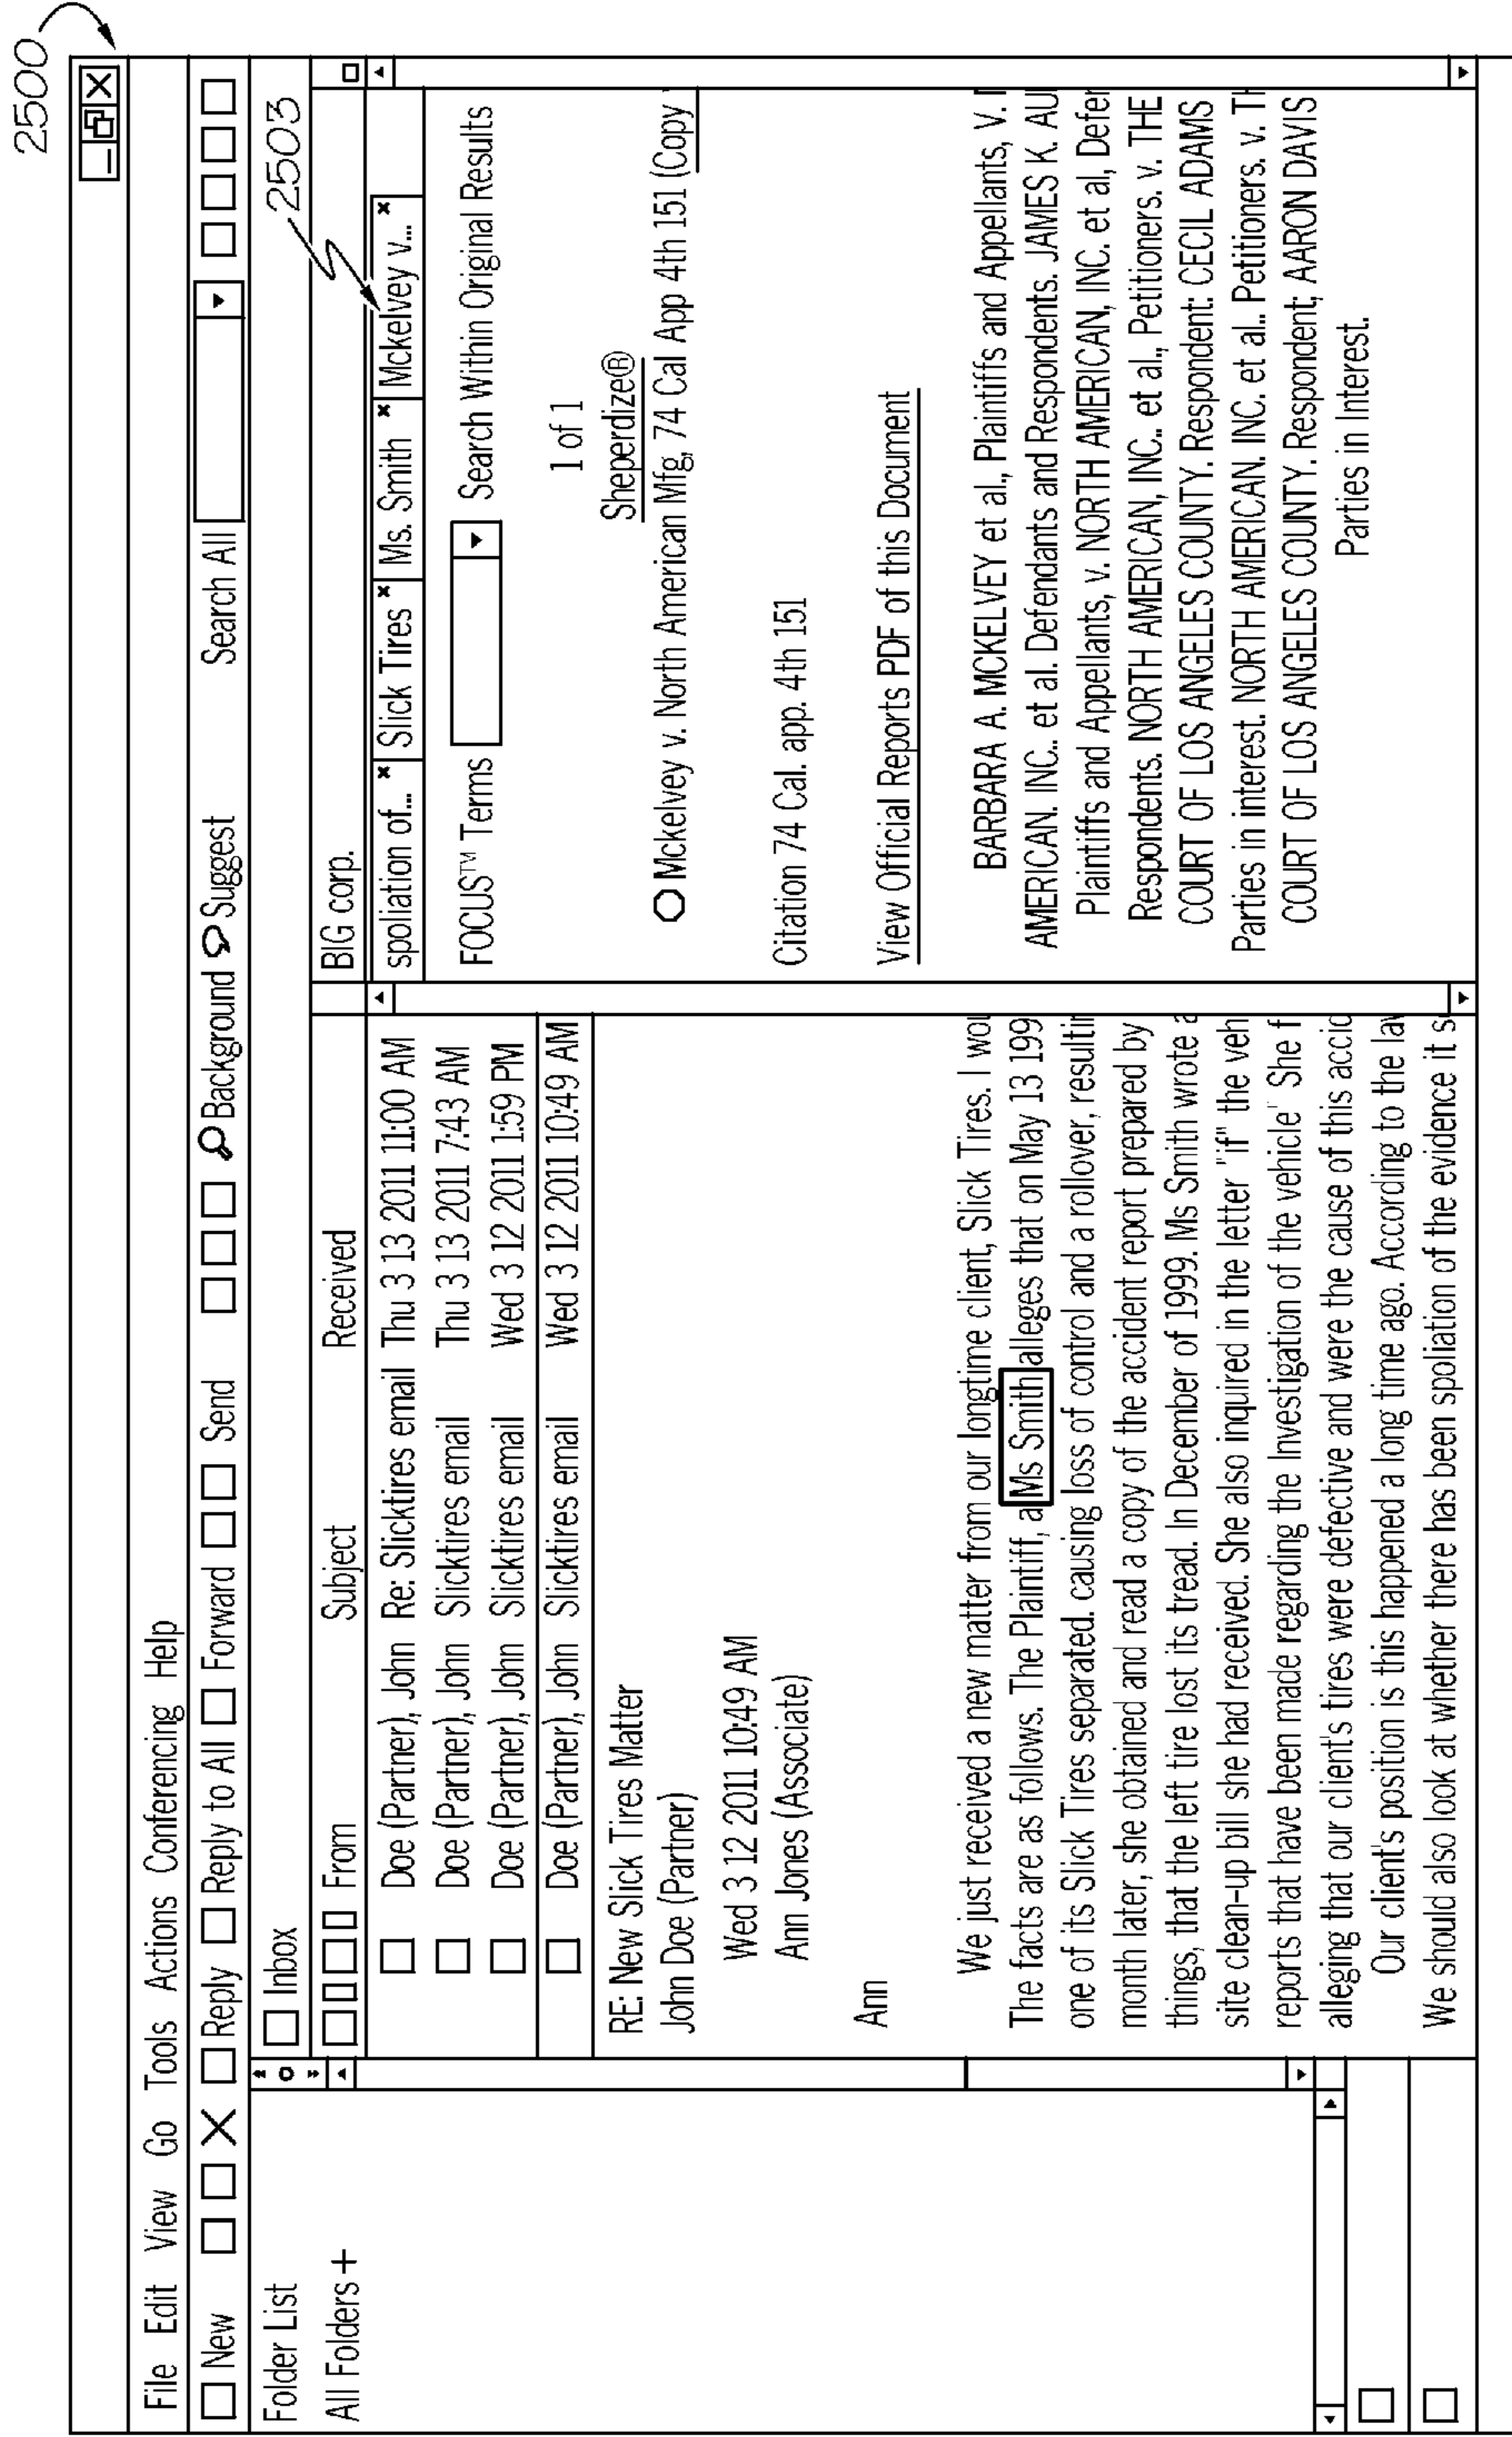 2500
File Edit View Go Tools Actions Conferencing Help
New Reply Reply to All Forward Send Background Suggest Search All
Folder List
Inbox
2503
All Folders +
From Subject Received
BIG corp.
Doe (Partner), John Re: Slicktires email Thu 3 13 2011 11:00 AM
Doe (Partner), John Slicktires email Thu 3 13 2011 7:43 AM
Doe (Partner), John Slicktires email Wed 3 12 2011 1:59 PM
Doe (Partner), John Slicktires email Wed 3 12 2011 10:49 AM
RE: New Slick Tires Matter
John Doe (Partner)
Wed 3 12 2011 10:49 AM
Ann Jones (Associate)
Ann
We just received a new matter from our longtime client, Slick Tires. I wou
The facts are as follows. The Plaintiff, a Ms Smith alleges that on May 13 199
one of its Slick Tires separated. causing loss of control and a rollover, resultin
month later, she obtained and read a copy of the accident report prepared by
things, that the left tire lost its tread. In December of 1999. Ms Smith wrote a
site clean-up bill she had received. She also inquired in the letter "if" the veh
reports that have been made regarding the Investigation of the vehicle" She f
alleging that our client's tires were defective and were the cause of this accid
Our client's position is this happened a long time ago. According to the law
We should also look at whether there has been spoliation of the evidence it s
spoliation of... Slick Tires Ms. Smith Mckelvey v...
FOCUS™ Terms Search Within Original Results
1 of 1
Sheperdize®
Mckelvey v. North American Mfg, 74 Cal App 4th 151 (Copy
Citation 74 Cal. app. 4th 151
View Official Reports PDF of this Document
BARBARA A. MCKELVEY et al., Plaintiffs and Appellants, V.
AMERICAN. INC.. et al. Defendants and Respondents. JAMES K. AU
Plaintiffs and Appellants, v. NORTH AMERICAN, INC. et al, Defer
Respondents. NORTH AMERICAN, INC.. et al., Petitioners. v. THE
COURT OF LOS ANGELES COUNTY. Respondent: CECIL ADAMS
Parties in interest. NORTH AMERICAN. INC. et al.. Petitioners. v. TH
COURT OF LOS ANGELES COUNTY. Respondent; AARON DAVIS
Parties in Interest.